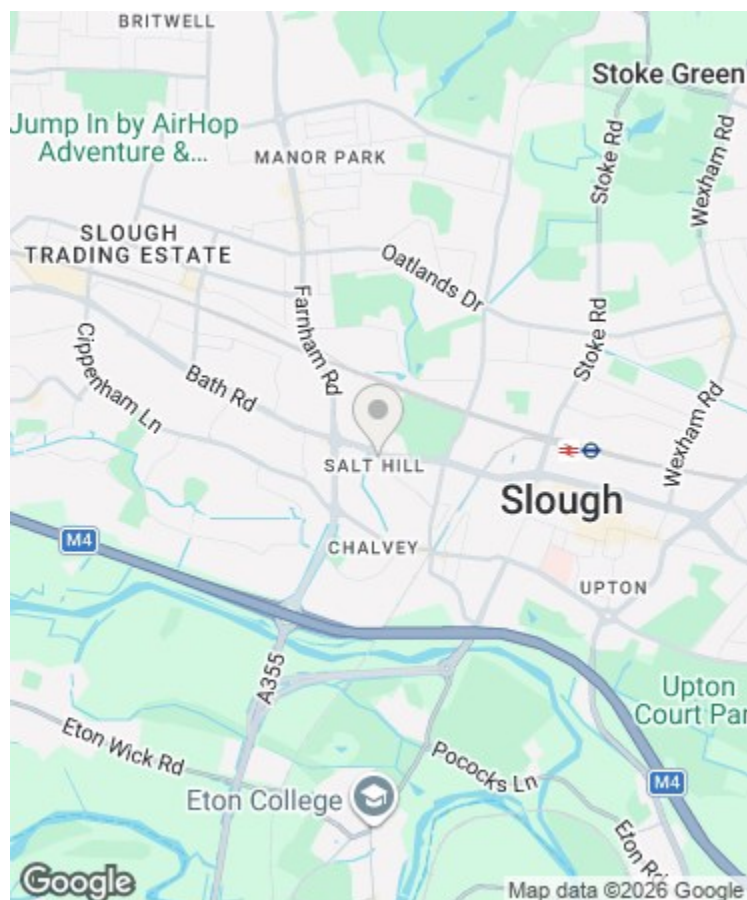 BRITWELL
Stoke Green
Jump In by AirHop
Adventure &...
MANOR PARK
Stoke Rd
Wexham Rd
SLOUGH
TRADING ESTATE
Oatlands Dr
Farnham Rd
Stoke Rd
Cippenham Ln
Bath Rd
Wexham Rd
SALT HILL
Slough
M4
CHALVEY
UPTON
A355
Upton
Court Par
Eton Wick Rd
Pococks Ln
M4
Eton College
Eton Rd
Google
Map data ©2026 Google